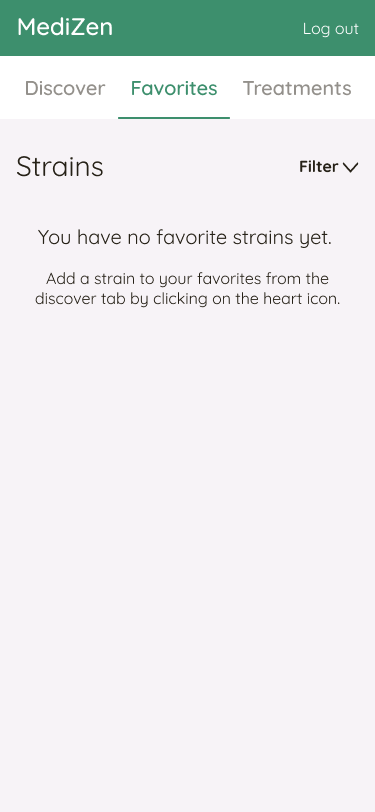 MediZen
Log out
Discover
Favorites
Treatments
Strains
Filter
You have no favorite strains yet.
Add a strain to your favorites from the
discover tab by clicking on the heart icon.